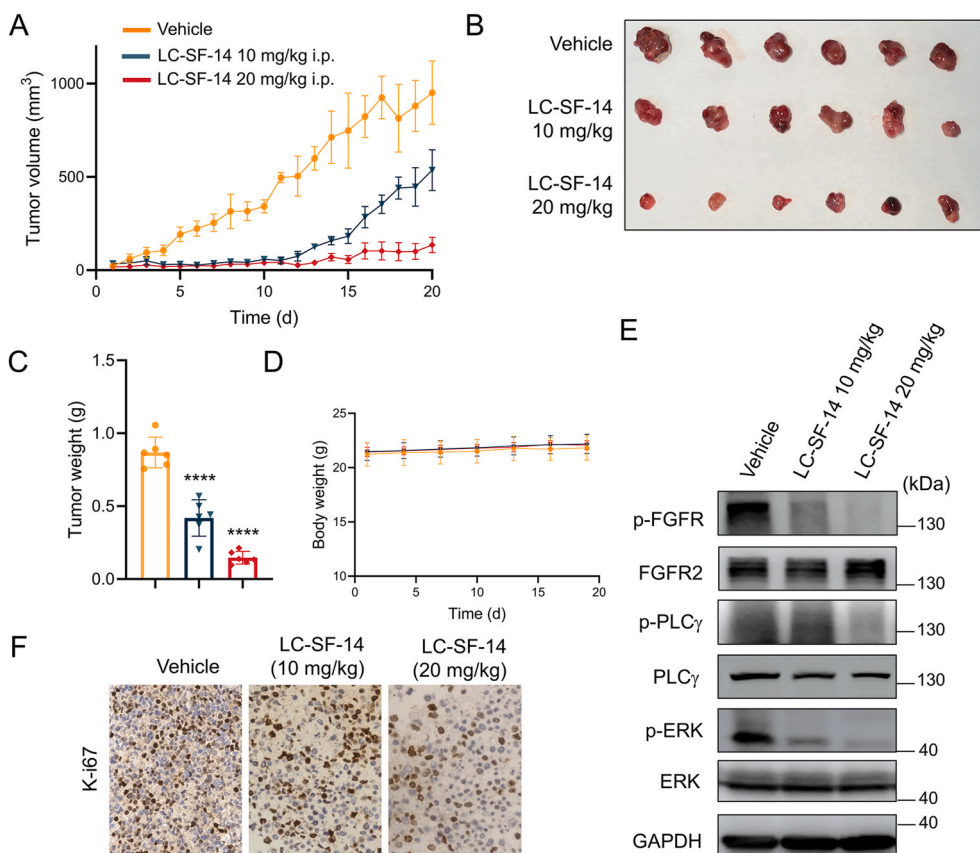 A
Vehicle
LC-SF-14 10 mg/kg i.p.
LC-SF-14 20 mg/kg i.p.
Tumor volume (mm³)
1000
500
0
0 5 10 15 20
Time (d)
B
Vehicle
LC-SF-14
10 mg/kg
LC-SF-14
20 mg/kg
C
Tumor weight (g)
1.5
1.0
0.5
0.0
****
****
D
Body weight (g)
25
20
15
10
0 5 10 15 20
Time (d)
E
Vehicle
LC-SF-14 10 mg/kg
LC-SF-14 20 mg/kg
(kDa)
p-FGFR
130
FGFR2
130
p-PLCγ
130
PLCγ
130
p-ERK
40
ERK
40
GAPDH
40
F
Vehicle
LC-SF-14
(10 mg/kg)
LC-SF-14
(20 mg/kg)
K-i67